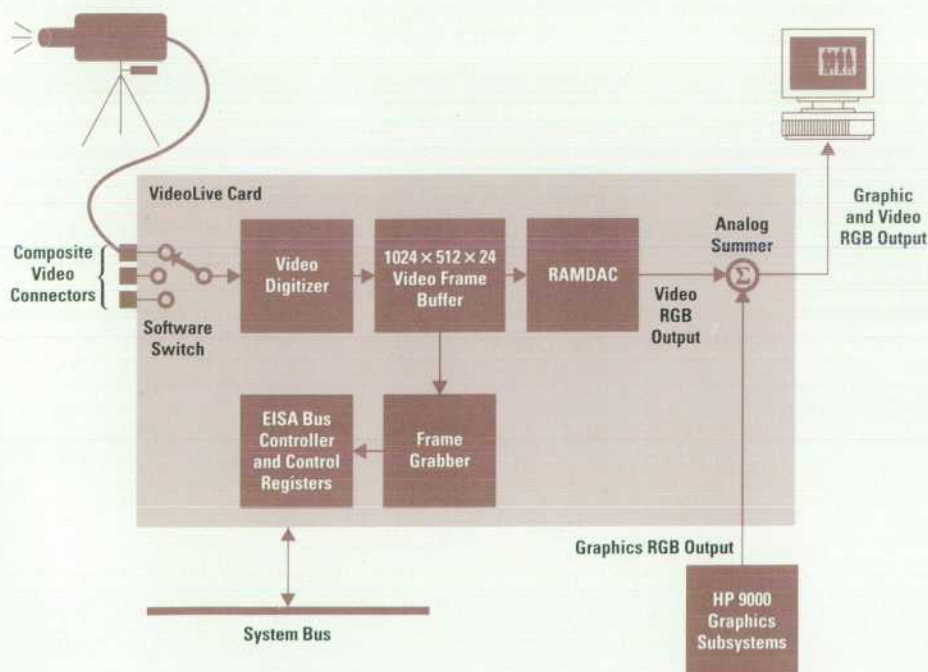 VideoLive Card
Composite
Video
Connectors
Software
Switch
Video
Digitizer
1024 × 512 × 24
Video Frame
Buffer
RAMDAC
Video
RGB
Output
Analog
Summer
Σ
Graphic
and Video
RGB Output
EISA Bus
Controller
and Control
Registers
Frame
Grabber
Graphics RGB Output
HP 9000
Graphics
Subsystems
System Bus